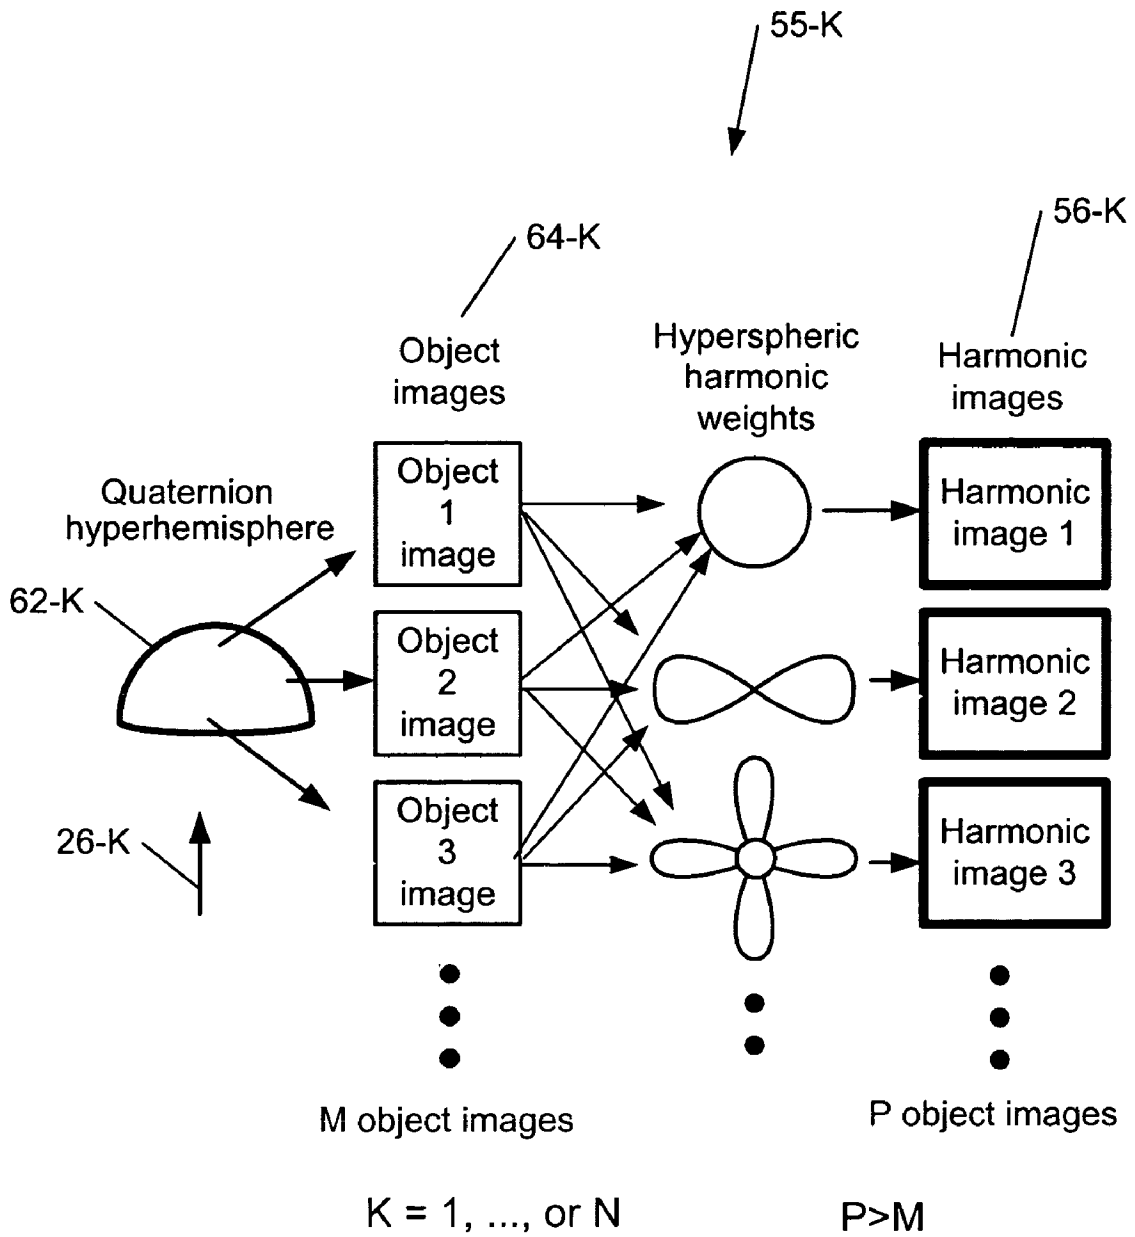 55-K
56-K
64-K
Object
images
Hyperspheric
harmonic
weights
Harmonic
images
Quaternion
hyperhemisphere
62-K
26-K
Object
1
image
Object
2
image
Object
3
image
Harmonic
image 1
Harmonic
image 2
Harmonic
image 3
M object images
P object images
K = 1, ..., or N
P>M